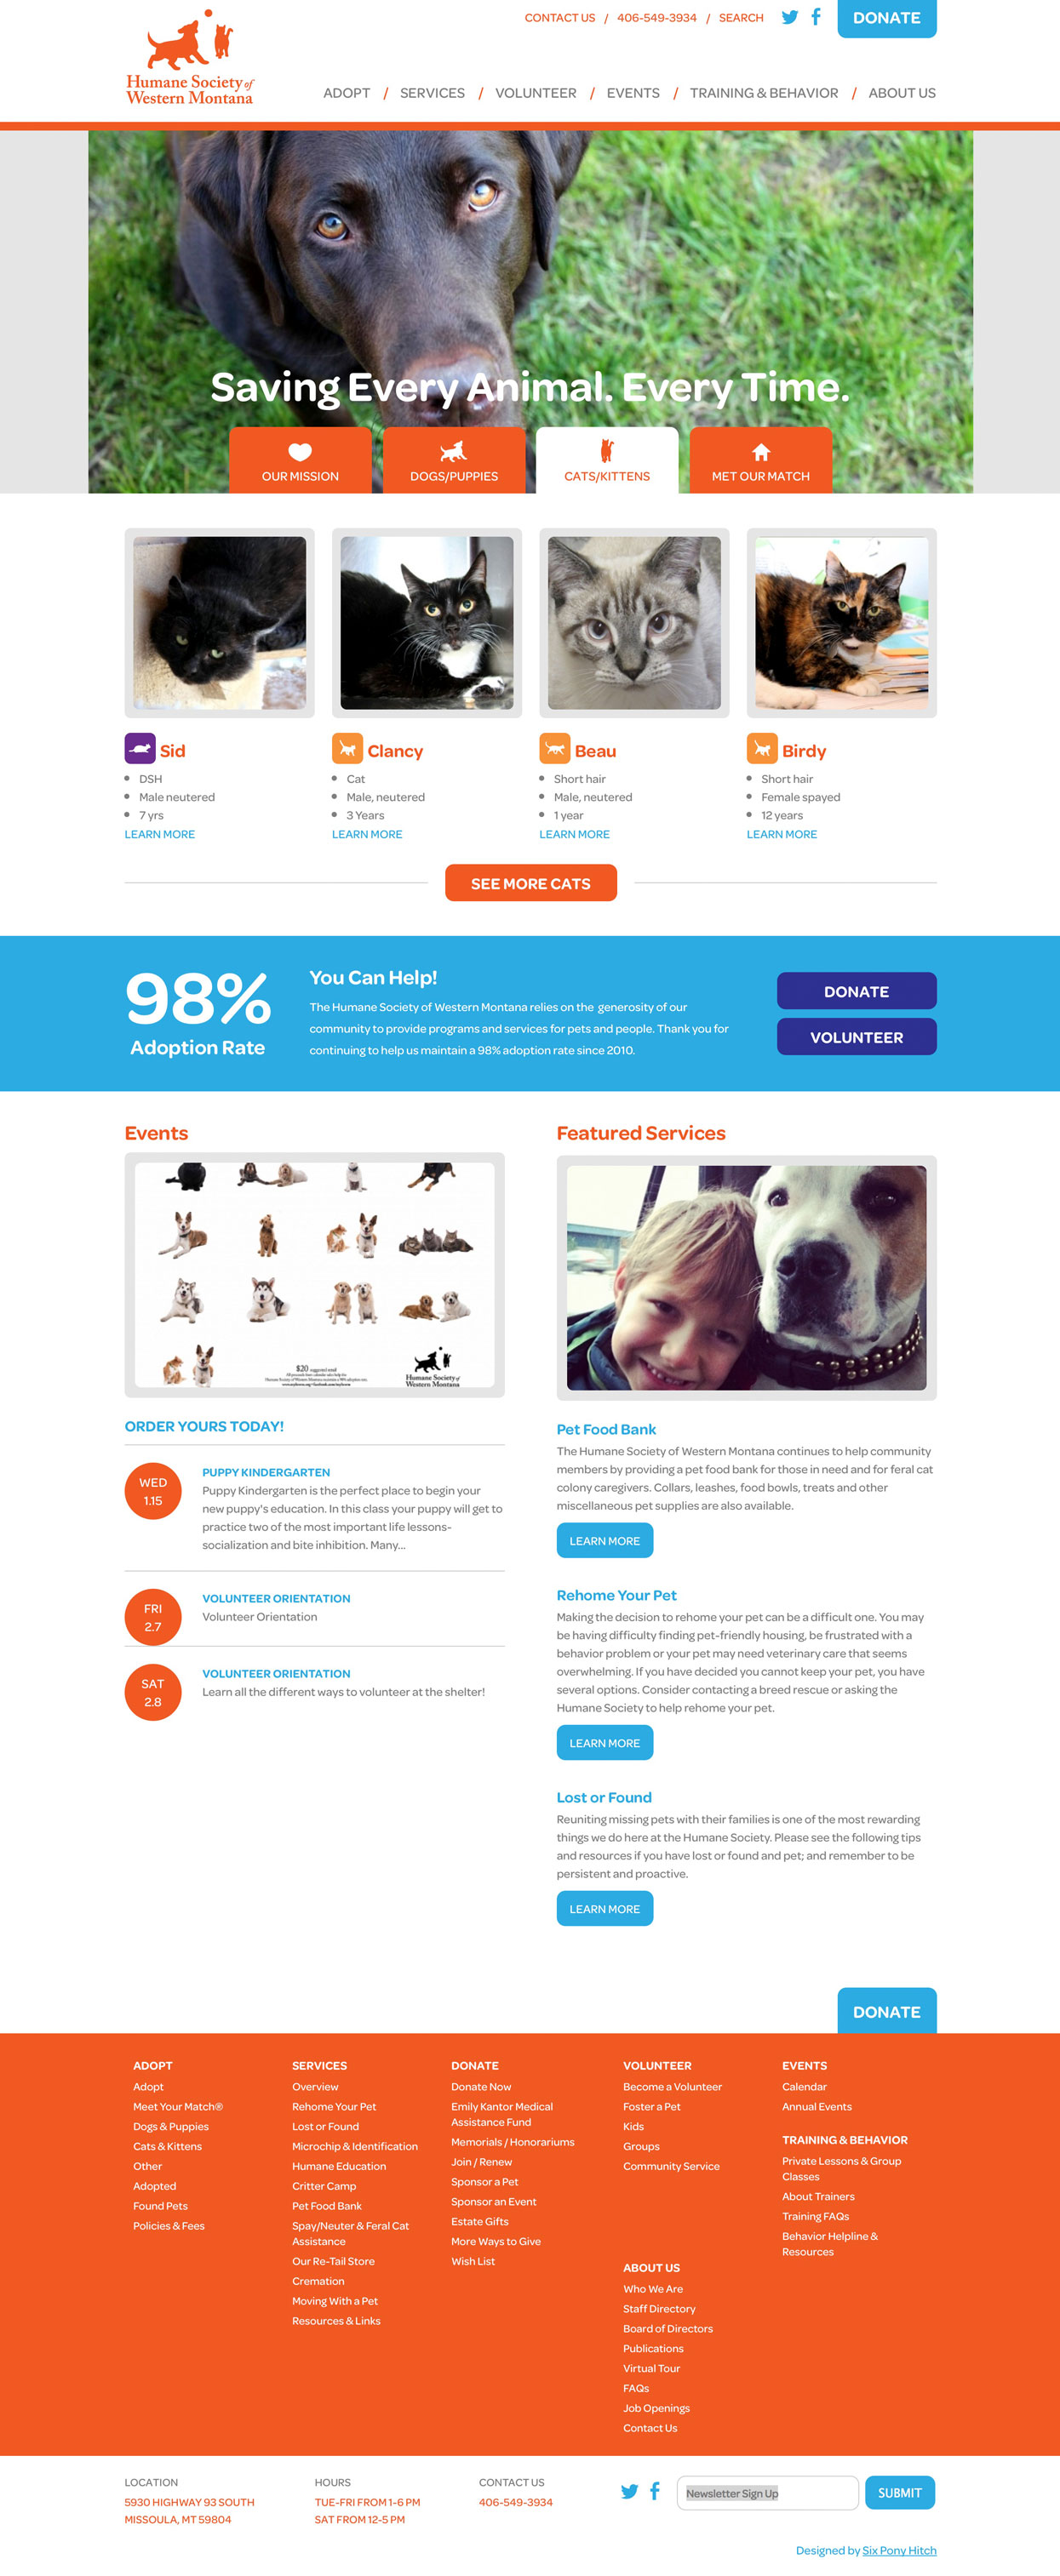 CONTACT US / 406-549-3934 / SEARCH
DONATE
Humane Society of
Western Montana
ADOPT / SERVICES / VOLUNTEER / EVENTS / TRAINING & BEHAVIOR / ABOUT US
Saving Every Animal. Every Time.
OUR MISSION
DOGS/PUPPIES
CATS/KITTENS
MET OUR MATCH
Sid
DSH
Male neutered
7 yrs
LEARN MORE
Clancy
Cat
Male, neutered
3 Years
LEARN MORE
Beau
Short hair
Male, neutered
1 year
LEARN MORE
Birdy
Short hair
Female spayed
12 years
LEARN MORE
SEE MORE CATS
98%
Adoption Rate
You Can Help!
The Humane Society of Western Montana relies on the generosity of our
community to provide programs and services for pets and people. Thank you for
continuing to help us maintain a 98% adoption rate since 2010.
DONATE
VOLUNTEER
Events
$20 suggested
Humane Society of
Western Montana
ORDER YOURS TODAY!
WED
1.15
PUPPY KINDERGARTEN
Puppy Kindergarten is the perfect place to begin your
new puppy's education. In this class your puppy will get to
practice two of the most important life lessons-
socialization and bite inhibition. Many...
FRI
2.7
VOLUNTEER ORIENTATION
Volunteer Orientation
SAT
2.8
VOLUNTEER ORIENTATION
Learn all the different ways to volunteer at the shelter!
Featured Services
Pet Food Bank
The Humane Society of Western Montana continues to help community
members by providing a pet food bank for those in need and for feral cat
colony caregivers. Collars, leashes, food bowls, treats and other
miscellaneous pet supplies are also available.
LEARN MORE
Rehome Your Pet
Making the decision to rehome your pet can be a difficult one. You may
be having difficulty finding pet-friendly housing, be frustrated with a
behavior problem or your pet may need veterinary care that seems
overwhelming. If you have decided you cannot keep your pet, you have
several options. Consider contacting a breed rescue or asking the
Humane Society to help rehome your pet.
LEARN MORE
Lost or Found
Reuniting missing pets with their families is one of the most rewarding
things we do here at the Humane Society. Please see the following tips
and resources if you have lost or found and pet; and remember to be
persistent and proactive.
LEARN MORE
DONATE
ADOPT
Adopt
Meet Your Match®
Dogs & Puppies
Cats & Kittens
Other
Adopted
Found Pets
Policies & Fees
SERVICES
Overview
Rehome Your Pet
Lost or Found
Microchip & Identification
Humane Education
Critter Camp
Pet Food Bank
Spay/Neuter & Feral Cat
Assistance
Our Re-Tail Store
Cremation
Moving With a Pet
Resources & Links
DONATE
Donate Now
Emily Kantor Medical
Assistance Fund
Memorials / Honorariums
Join / Renew
Sponsor a Pet
Sponsor an Event
Estate Gifts
More Ways to Give
Wish List
VOLUNTEER
Become a Volunteer
Foster a Pet
Kids
Groups
Community Service
ABOUT US
Who We Are
Staff Directory
Board of Directors
Publications
Virtual Tour
FAQs
Job Openings
Contact Us
EVENTS
Calendar
Annual Events
TRAINING & BEHAVIOR
Private Lessons & Group
Classes
About Trainers
Training FAQs
Behavior Helpline &
Resources
LOCATION
5930 HIGHWAY 93 SOUTH
MISSOULA, MT 59804
HOURS
TUE-FRI FROM 1-6 PM
SAT FROM 12-5 PM
CONTACT US
406-549-3934
Newsletter Sign Up
SUBMIT
Designed by Six Pony Hitch